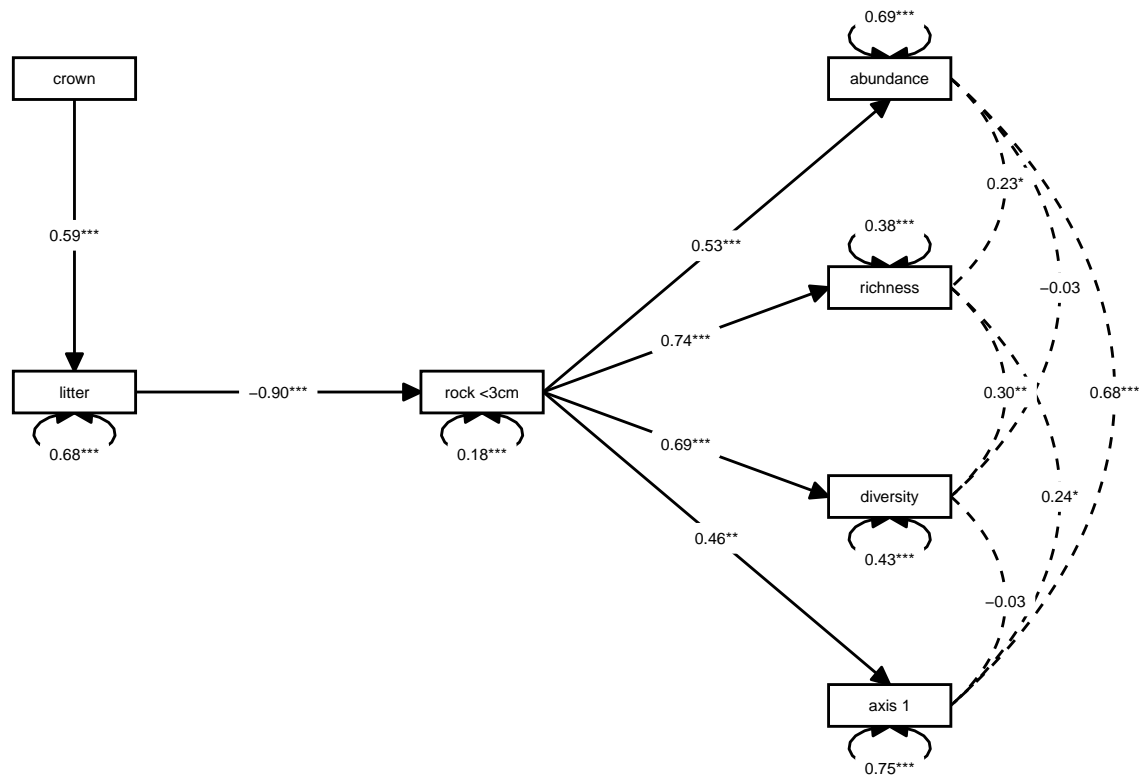 0.69***
crown
abundance
0.23*
0.59***
0.53***
0.38***
richness
−0.03
0.74***
litter
−0.90***
rock <3cm
0.30**
0.68***
0.68***
0.18***
0.69***
diversity
0.24*
0.46**
0.43***
−0.03
axis 1
0.75***